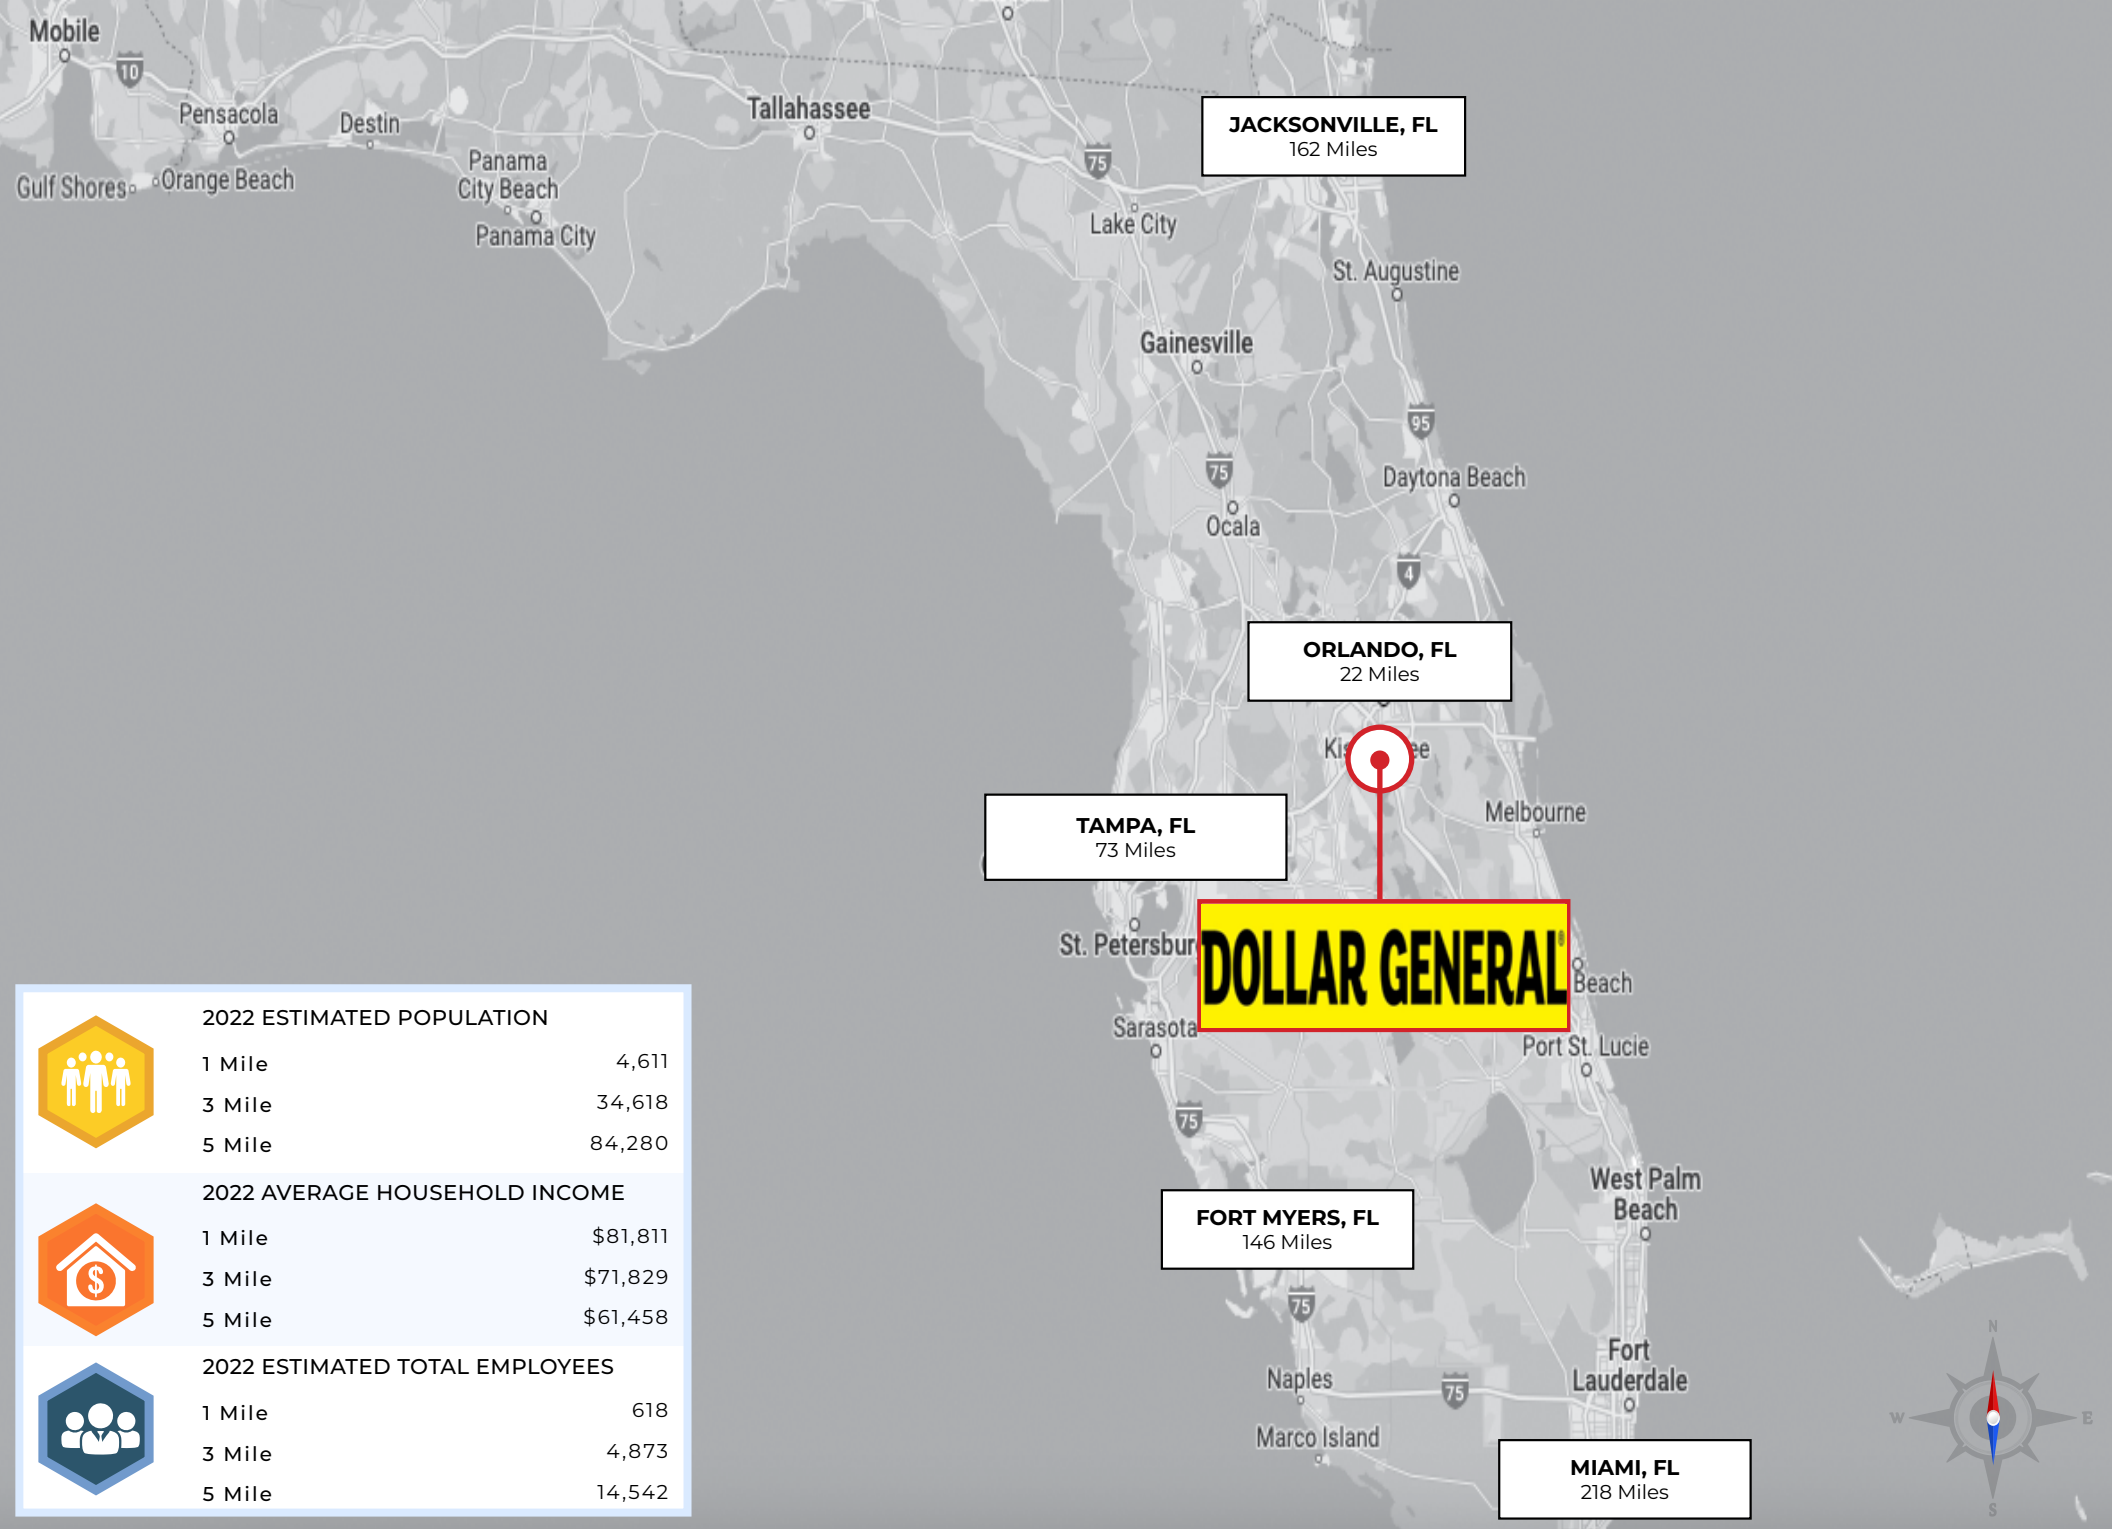 Mobile
10
Pensacola
Destin
Gulf Shores
Orange Beach
Panama
City Beach
Panama City
Tallahassee
75
Lake City
JACKSONVILLE, FL
162 Miles
St. Augustine
Gainesville
95
75
Daytona Beach
Ocala
4
ORLANDO, FL
22 Miles
Melbourne
TAMPA, FL
73 Miles
DOLLAR GENERAL®
Beach
Sarasota
Port St. Lucie
75
West Palm
Beach
FORT MYERS, FL
146 Miles
75
Naples
75
Fort
Lauderdale
Marco Island
MIAMI, FL
218 Miles
N
W
E
S
2022 ESTIMATED POPULATION
1 Mile 4,611
3 Mile 34,618
5 Mile 84,280
2022 AVERAGE HOUSEHOLD INCOME
1 Mile $81,811
3 Mile $71,829
5 Mile $61,458
2022 ESTIMATED TOTAL EMPLOYEES
1 Mile 618
3 Mile 4,873
5 Mile 14,542
$
St. Petersbur